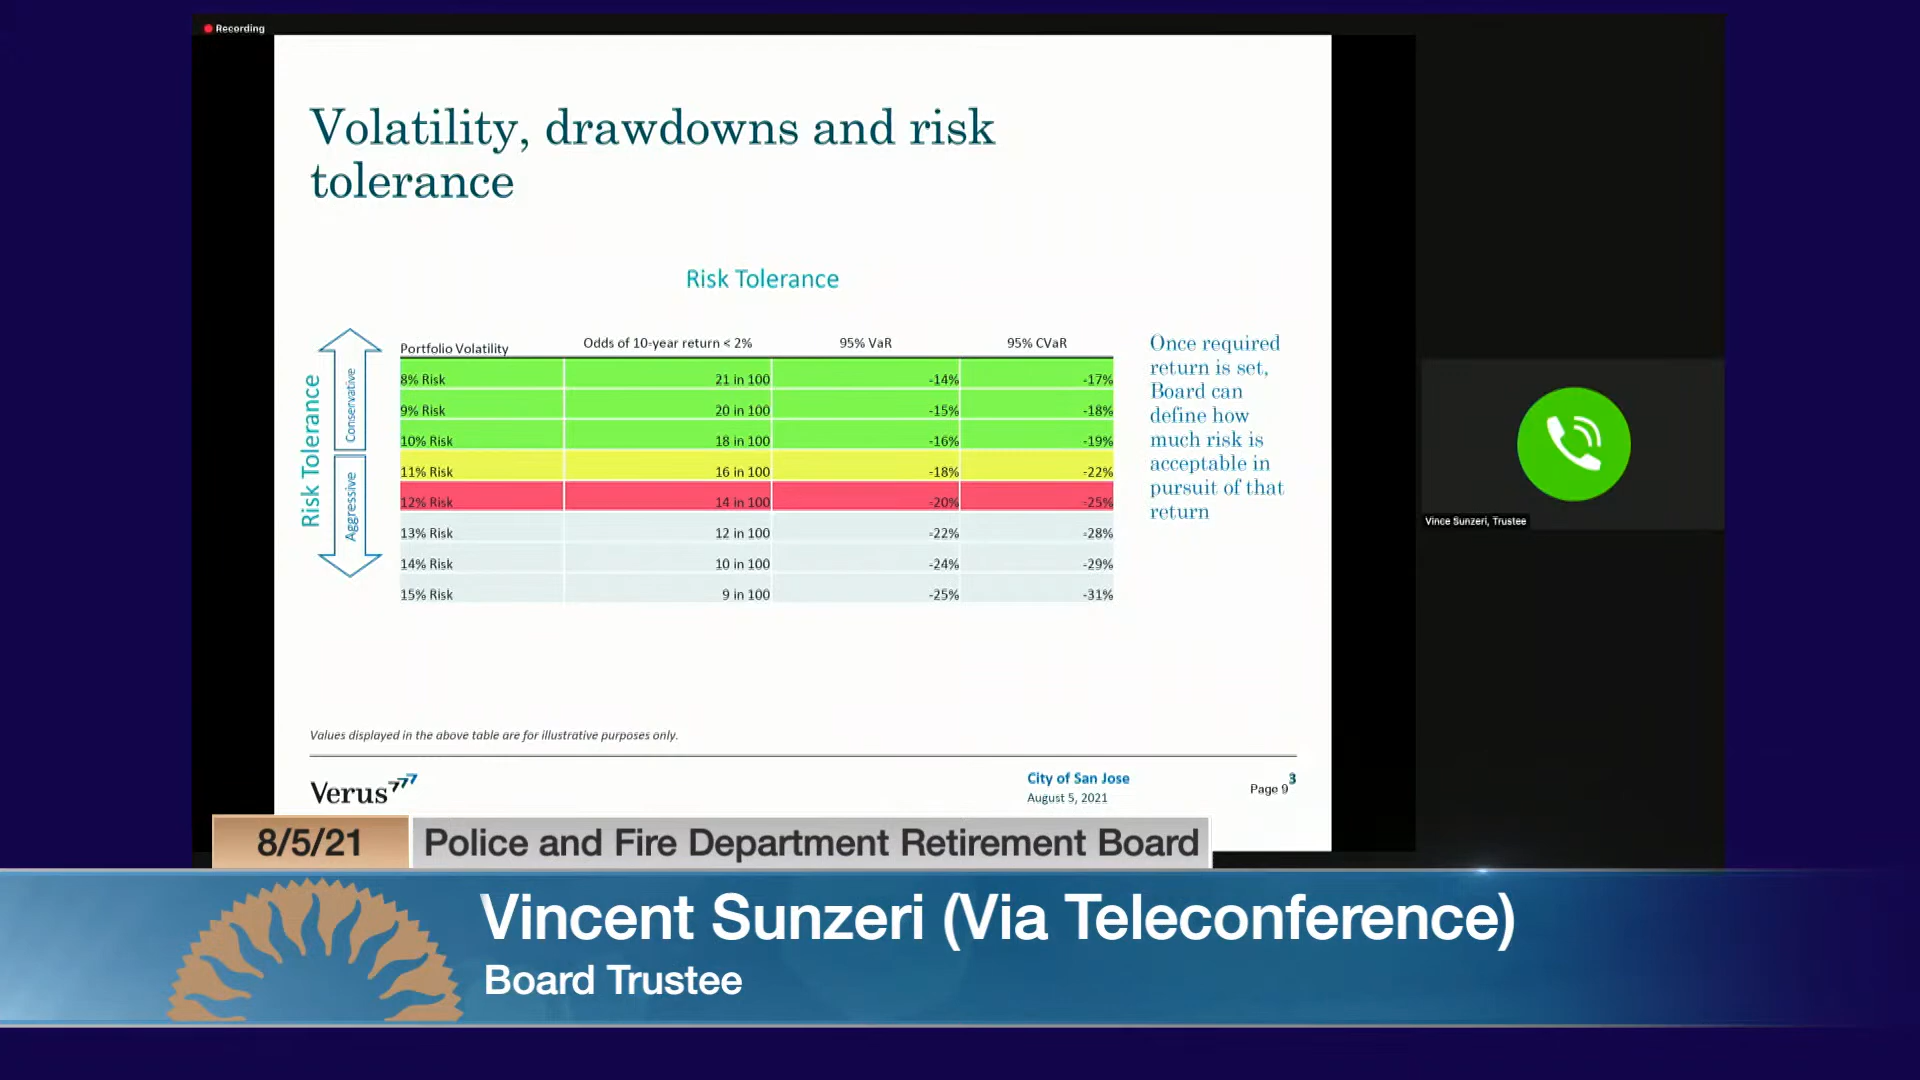 Recording
Volatility, drawdowns and risk
tolerance
Risk Tolerance
Risk Tolerance
Conservative
Aggressive
Portfolio Volatility Odds of 10-year return < 2% 95% VaR 95% CVaR
8% Risk 21 in 100 -14% -17%
9% Risk 20 in 100 -15% -18%
10% Risk 18 in 100 -16% -19%
11% Risk 16 in 100 -18% -22%
12% Risk 14 in 100 -20% -25%
13% Risk 12 in 100 -22% -28%
14% Risk 10 in 100 -24% -29%
15% Risk 9 in 100 -25% -31%
Once required
return is set,
Board can
define how
much risk is
acceptable in
pursuit of that
return
Vince Sunzeri, Trustee
Values displayed in the above table are for illustrative purposes only.
Verus777
City of San Jose
August 5, 2021
Page 9
3
8/5/21
Police and Fire Department Retirement Board
Vincent Sunzeri (Via Teleconference)
Board Trustee